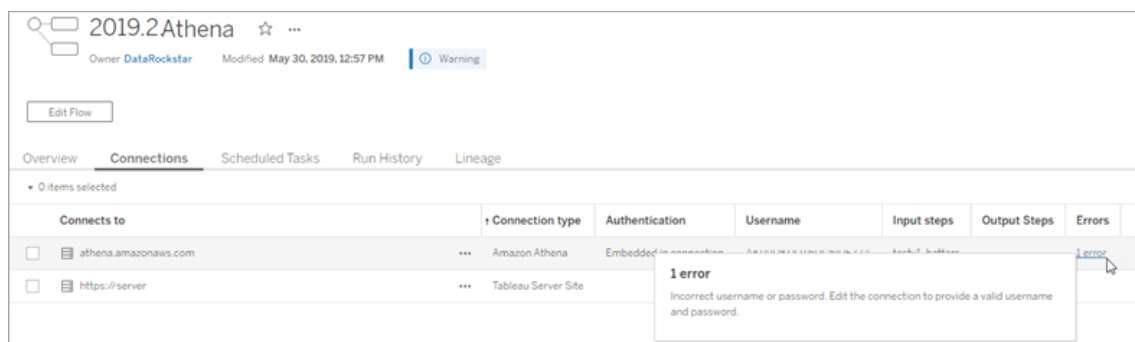 2019.2Athena
Owner DataRockstar Modified May 30, 2019, 12:57 PM Warning
Edit Flow
Overview Connections Scheduled Tasks Run History Lineage
0 items selected
Connects to ↑ Connection type Authentication Username Input steps Output Steps Errors
athena.amazonaws.com ... Amazon Athena Embedded in connection 1 error
https://server ... Tableau Server Site
1 error
Incorrect username or password. Edit the connection to provide a valid username
and password.